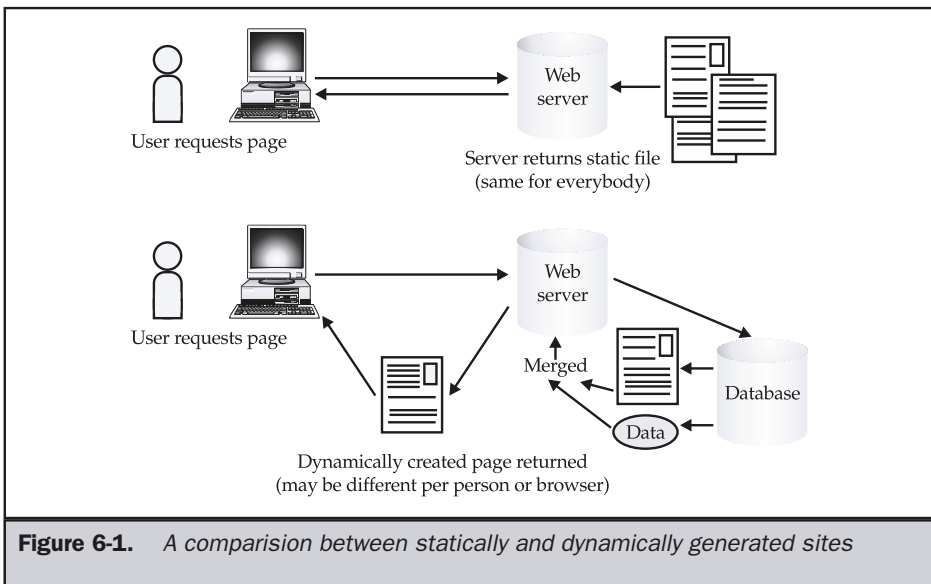 Web
server
User requests page
Server returns static file
(same for everybody)
Web
server
User requests page
Merged
Database
Data
Dynamically created page returned
(may be different per person or browser)
Figure 6-1. A comparision between statically and dynamically generated sites